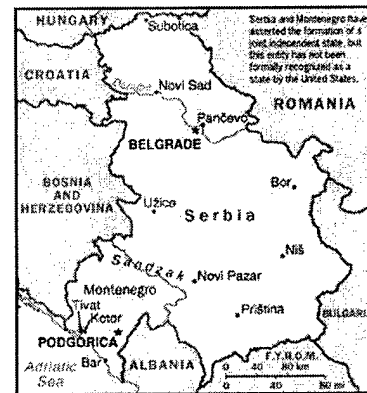 HUNGARY
Subotica
Serbia and Montenegro have
asserted the formation of a
joint independent state, but
this entity has not been
formally recognized as a
state by the United States.
CROATIA
Danube
Novi Sad
ROMANIA
Pančevo
BELGRADE
BOSNIA
AND
HERZEGOVINA
Bor
Užice
Serbia
Sandzak
Niš
Novi Pazar
Montenegro
Tivat
Kotor
Priština
BULGARIA
PODGORICA
Bar
ALBANIA
Adriatic
Sea
F.Y.R.O.M.
0 40 80 km
0 40 80 mi